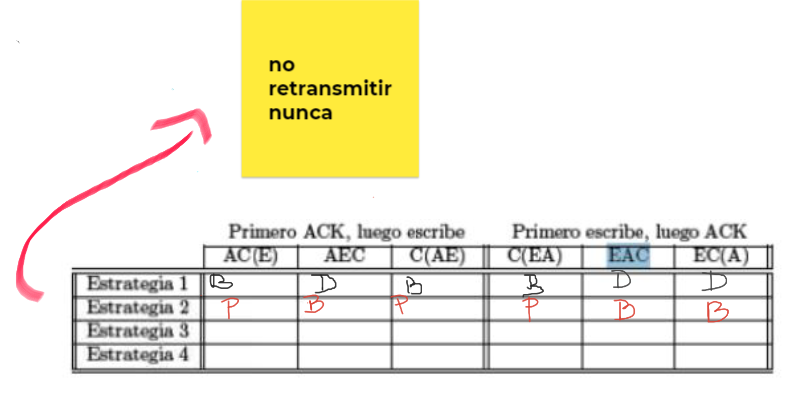 no
retransmitir
nunca
Primero ACK, luego escribe Primero escribe, luego ACK
AC(E) AEC C(AE) C(EA) EAC EC(A)
Estrategia 1 B D B B D D
Estrategia 2 P B P P B B
Estrategia 3
Estrategia 4